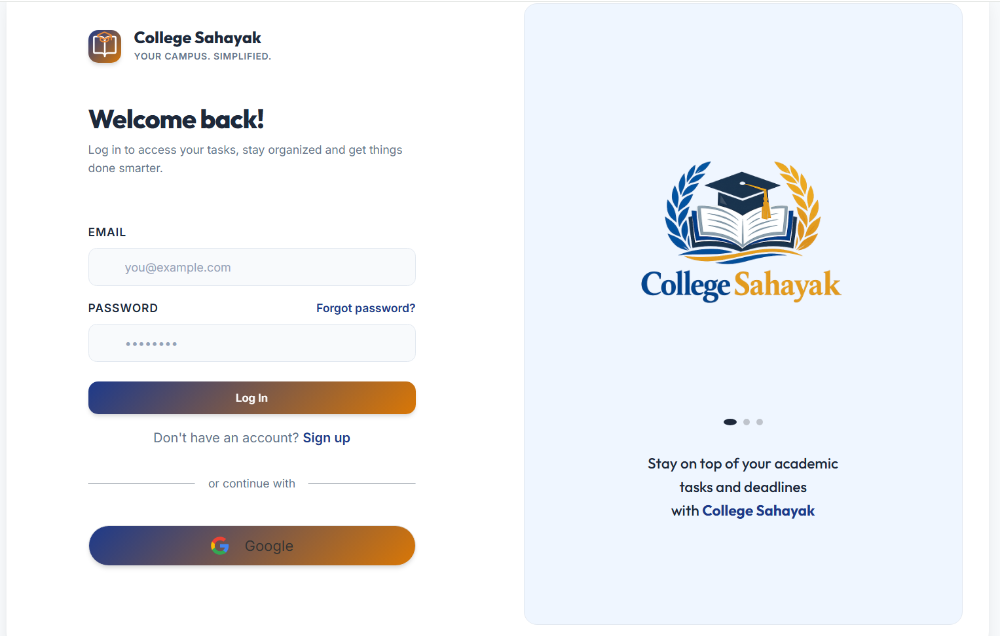 College Sahayak
YOUR CAMPUS. SIMPLIFIED.
Welcome back!
Log in to access your tasks, stay organized and get things
done smarter.
EMAIL
you@example.com
PASSWORD
Forgot password?
••••••••
Log In
Don't have an account? Sign up
or continue with
Google
College Sahayak
Stay on top of your academic
tasks and deadlines
with College Sahayak